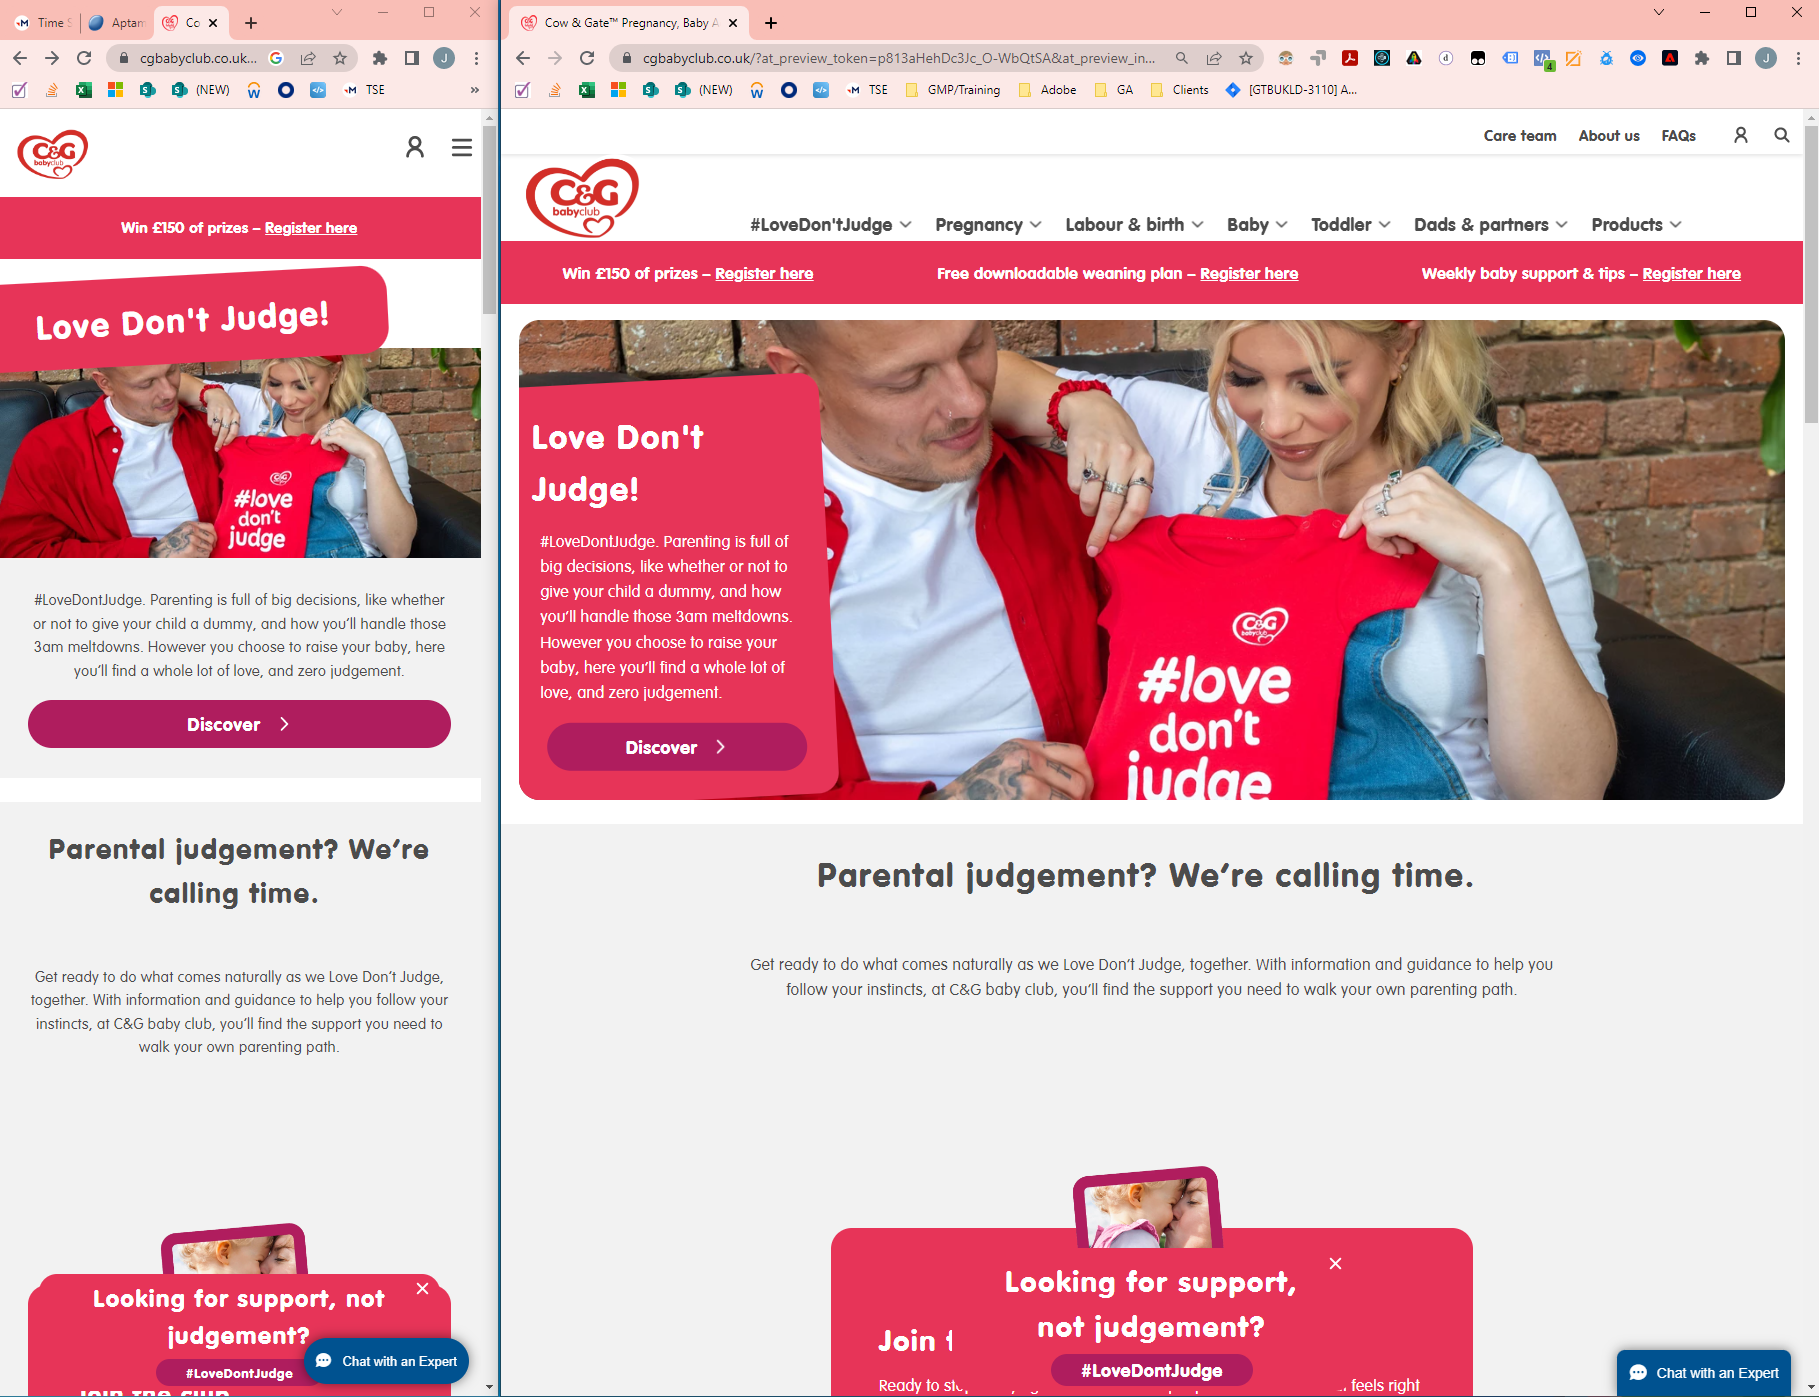 Time S
Aptam
Co
cgbabyclub.co.uk...
(NEW)
TSE
»
C&G
babyclub
Win £150 of prizes – Register here
Love Don't Judge!
#love
don't
judge
#LoveDontJudge. Parenting is full of big decisions, like whether
or not to give your child a dummy, and how you'll handle those
3am meltdowns. However you choose to raise your baby, here
you'll find a whole lot of love, and zero judgement.
Discover
Parental judgement? We're
calling time.
Get ready to do what comes naturally as we Love Don't Judge,
together. With information and guidance to help you follow your
instincts, at C&G baby club, you'll find the support you need to
walk your own parenting path.
Looking for support, not
judgement?
#LoveDontJudge
Chat with an Expert
Cow & Gate™ Pregnancy, Baby A
cgbabyclub.co.uk/?at_preview_token=p813aHehDc3Jc_O-WbQtSA&at_preview_in...
4
J
(NEW)
TSE
GMP/Training
Adobe
GA
Clients
[GTBUKLD-3110] A...
Care team
About us
FAQs
C&G
babyclub
#LoveDon'tJudge
Pregnancy
Labour & birth
Baby
Toddler
Dads & partners
Products
Win £150 of prizes – Register here
Free downloadable weaning plan – Register here
Weekly baby support & tips – Register here
Love Don't
Judge!
#LoveDontJudge. Parenting is full of
big decisions, like whether or not to
give your child a dummy, and how
you'll handle those 3am meltdowns.
However you choose to raise your
baby, here you'll find a whole lot of
love, and zero judgement.
Discover
C&G
babyclub
#love
don't
judge
Parental judgement? We're calling time.
Get ready to do what comes naturally as we Love Don't Judge, together. With information and guidance to help you
follow your instincts, at C&G baby club, you'll find the support you need to walk your own parenting path.
Looking for support,
not judgement?
#LoveDontJudge
Join
Ready to
feels right
Chat with an Expert